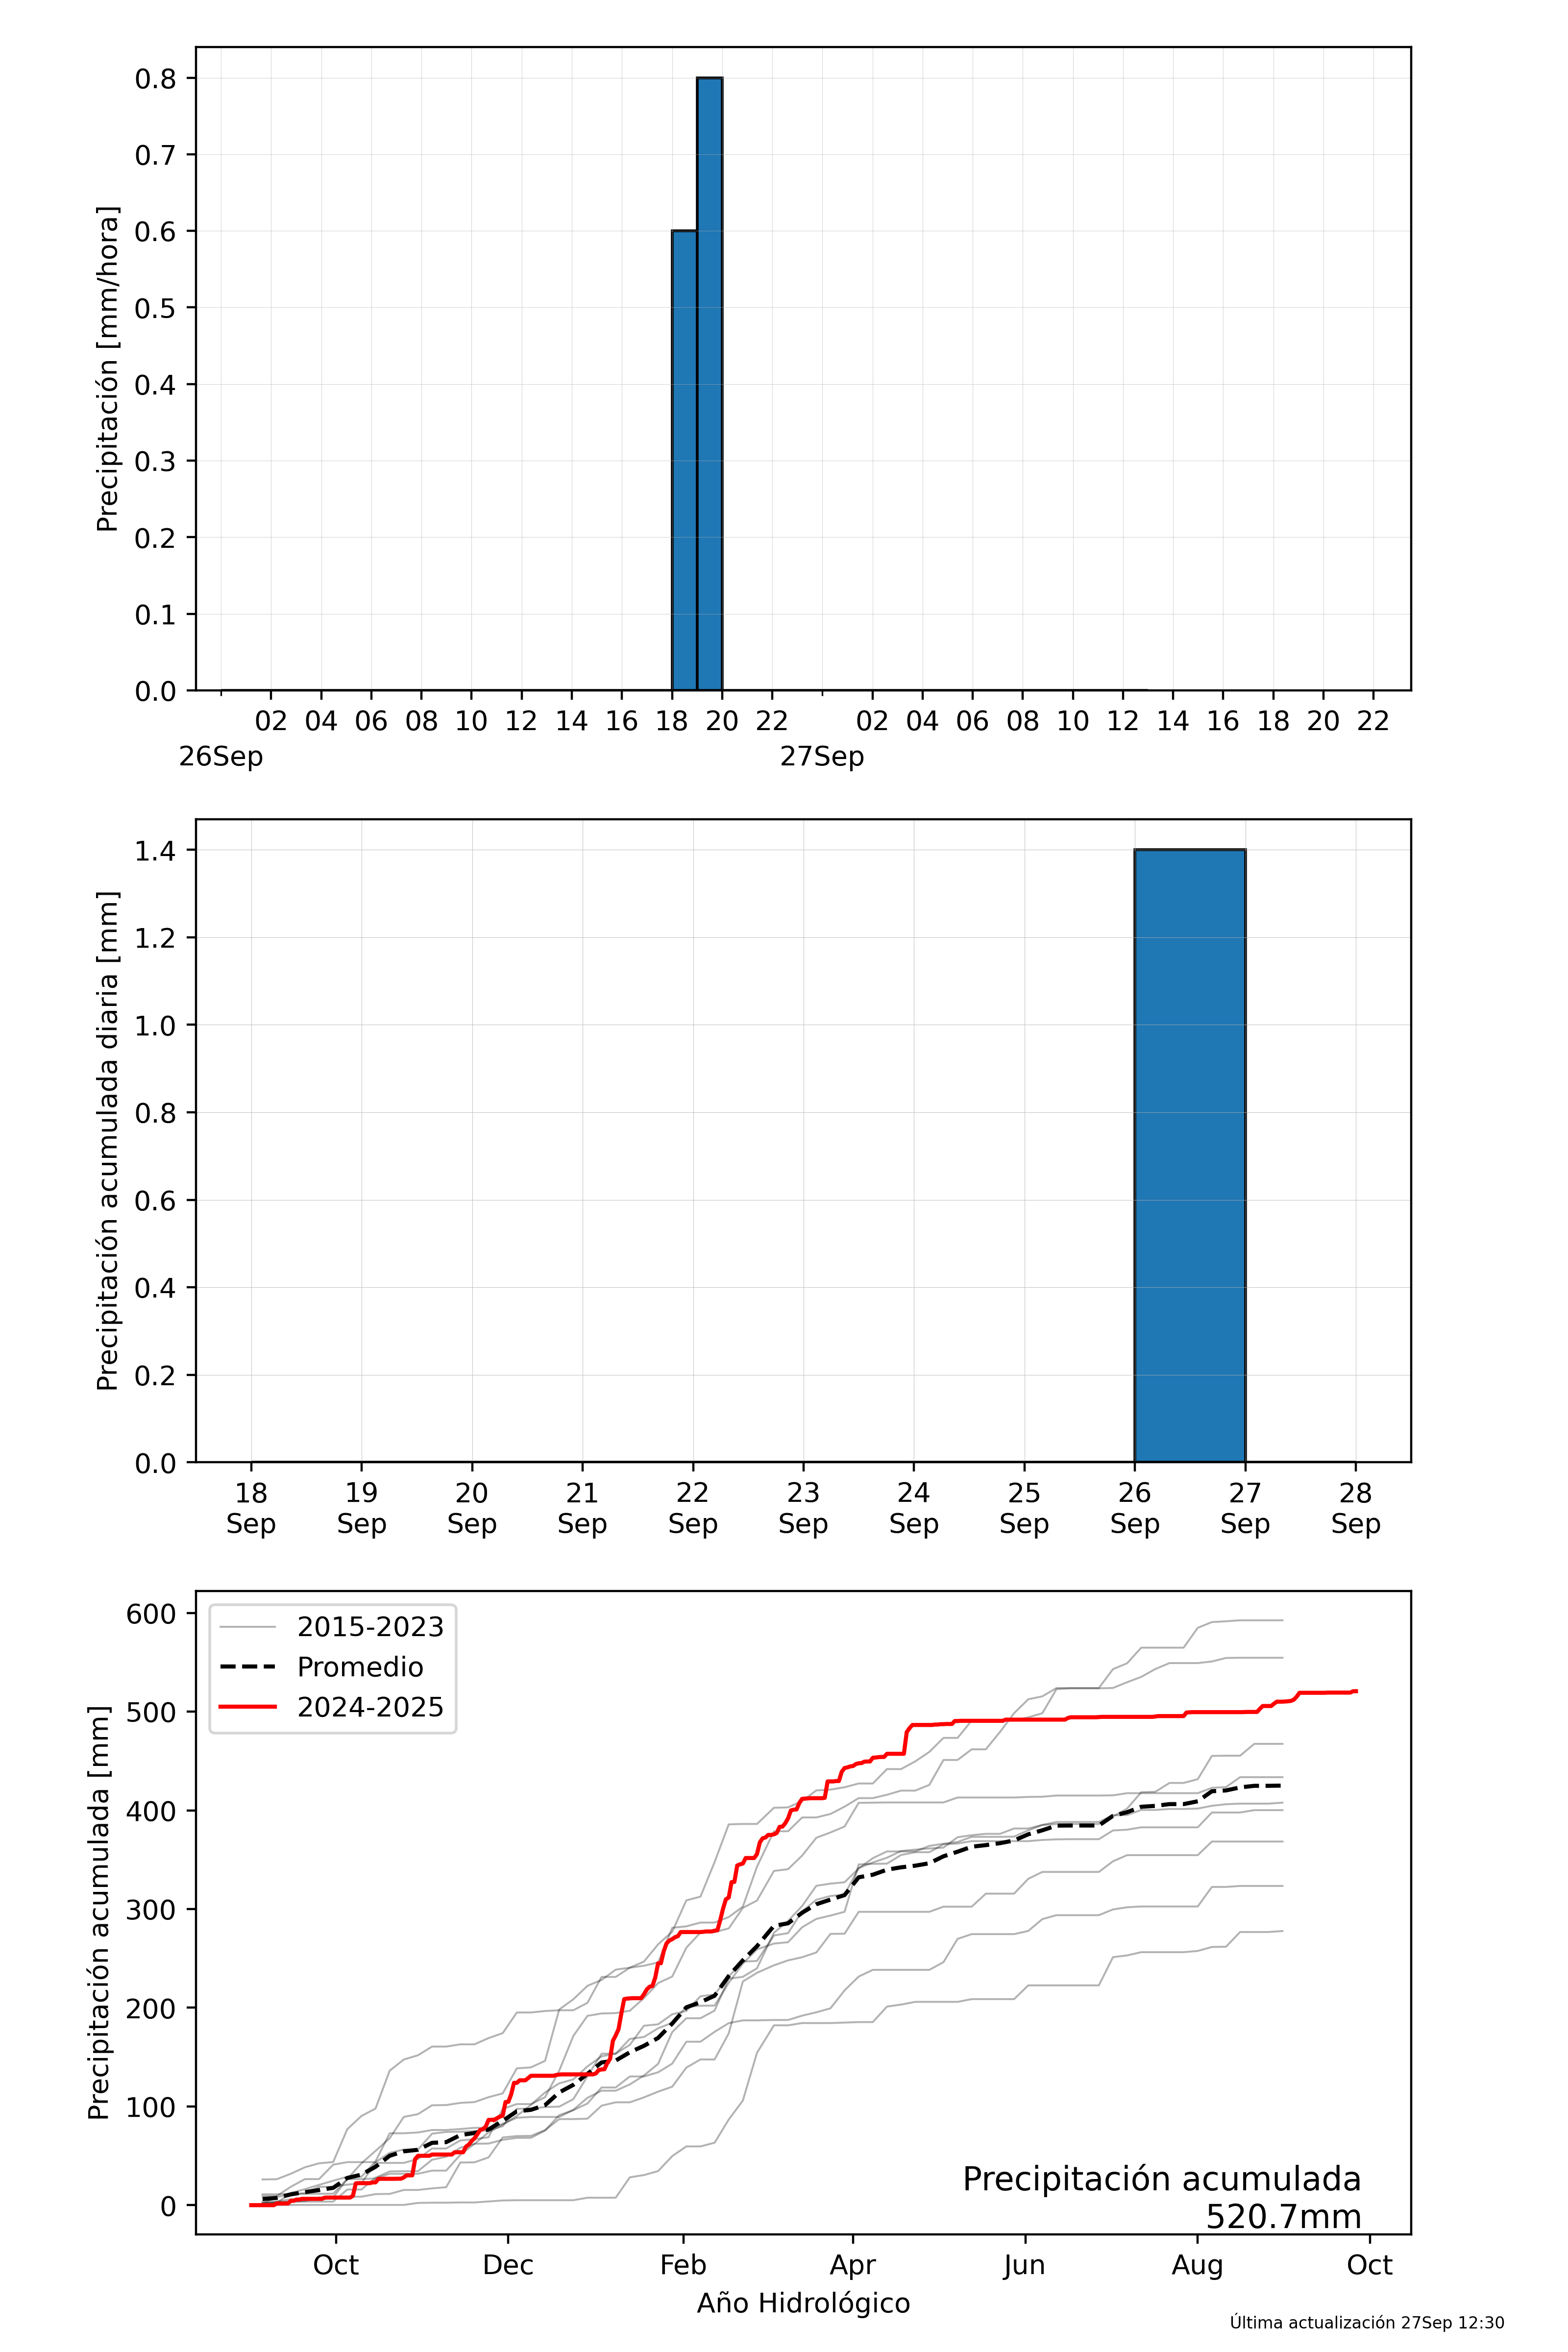 0.8
0.7
0.6
0.5
0.4
0.3
0.2
0.1
0.0
Precipitación [mm/hora]
02 04 06 08 10 12 14 16 18 20 22 02 04 06 08 10 12 14 16 18 20 22
26Sep 27Sep
1.4
1.2
1.0
0.8
0.6
0.4
0.2
0.0
Precipitación acumulada diaria [mm]
18 19 20 21 22 23 24 25 26 27 28
Sep Sep Sep Sep Sep Sep Sep Sep Sep Sep Sep
600
500
400
300
200
100
0
Precipitación acumulada [mm]
2015-2023
Promedio
2024-2025
Precipitación acumulada
520.7mm
Oct Dec Feb Apr Jun Aug Oct
Año Hidrológico
Última actualización 27Sep 12:30